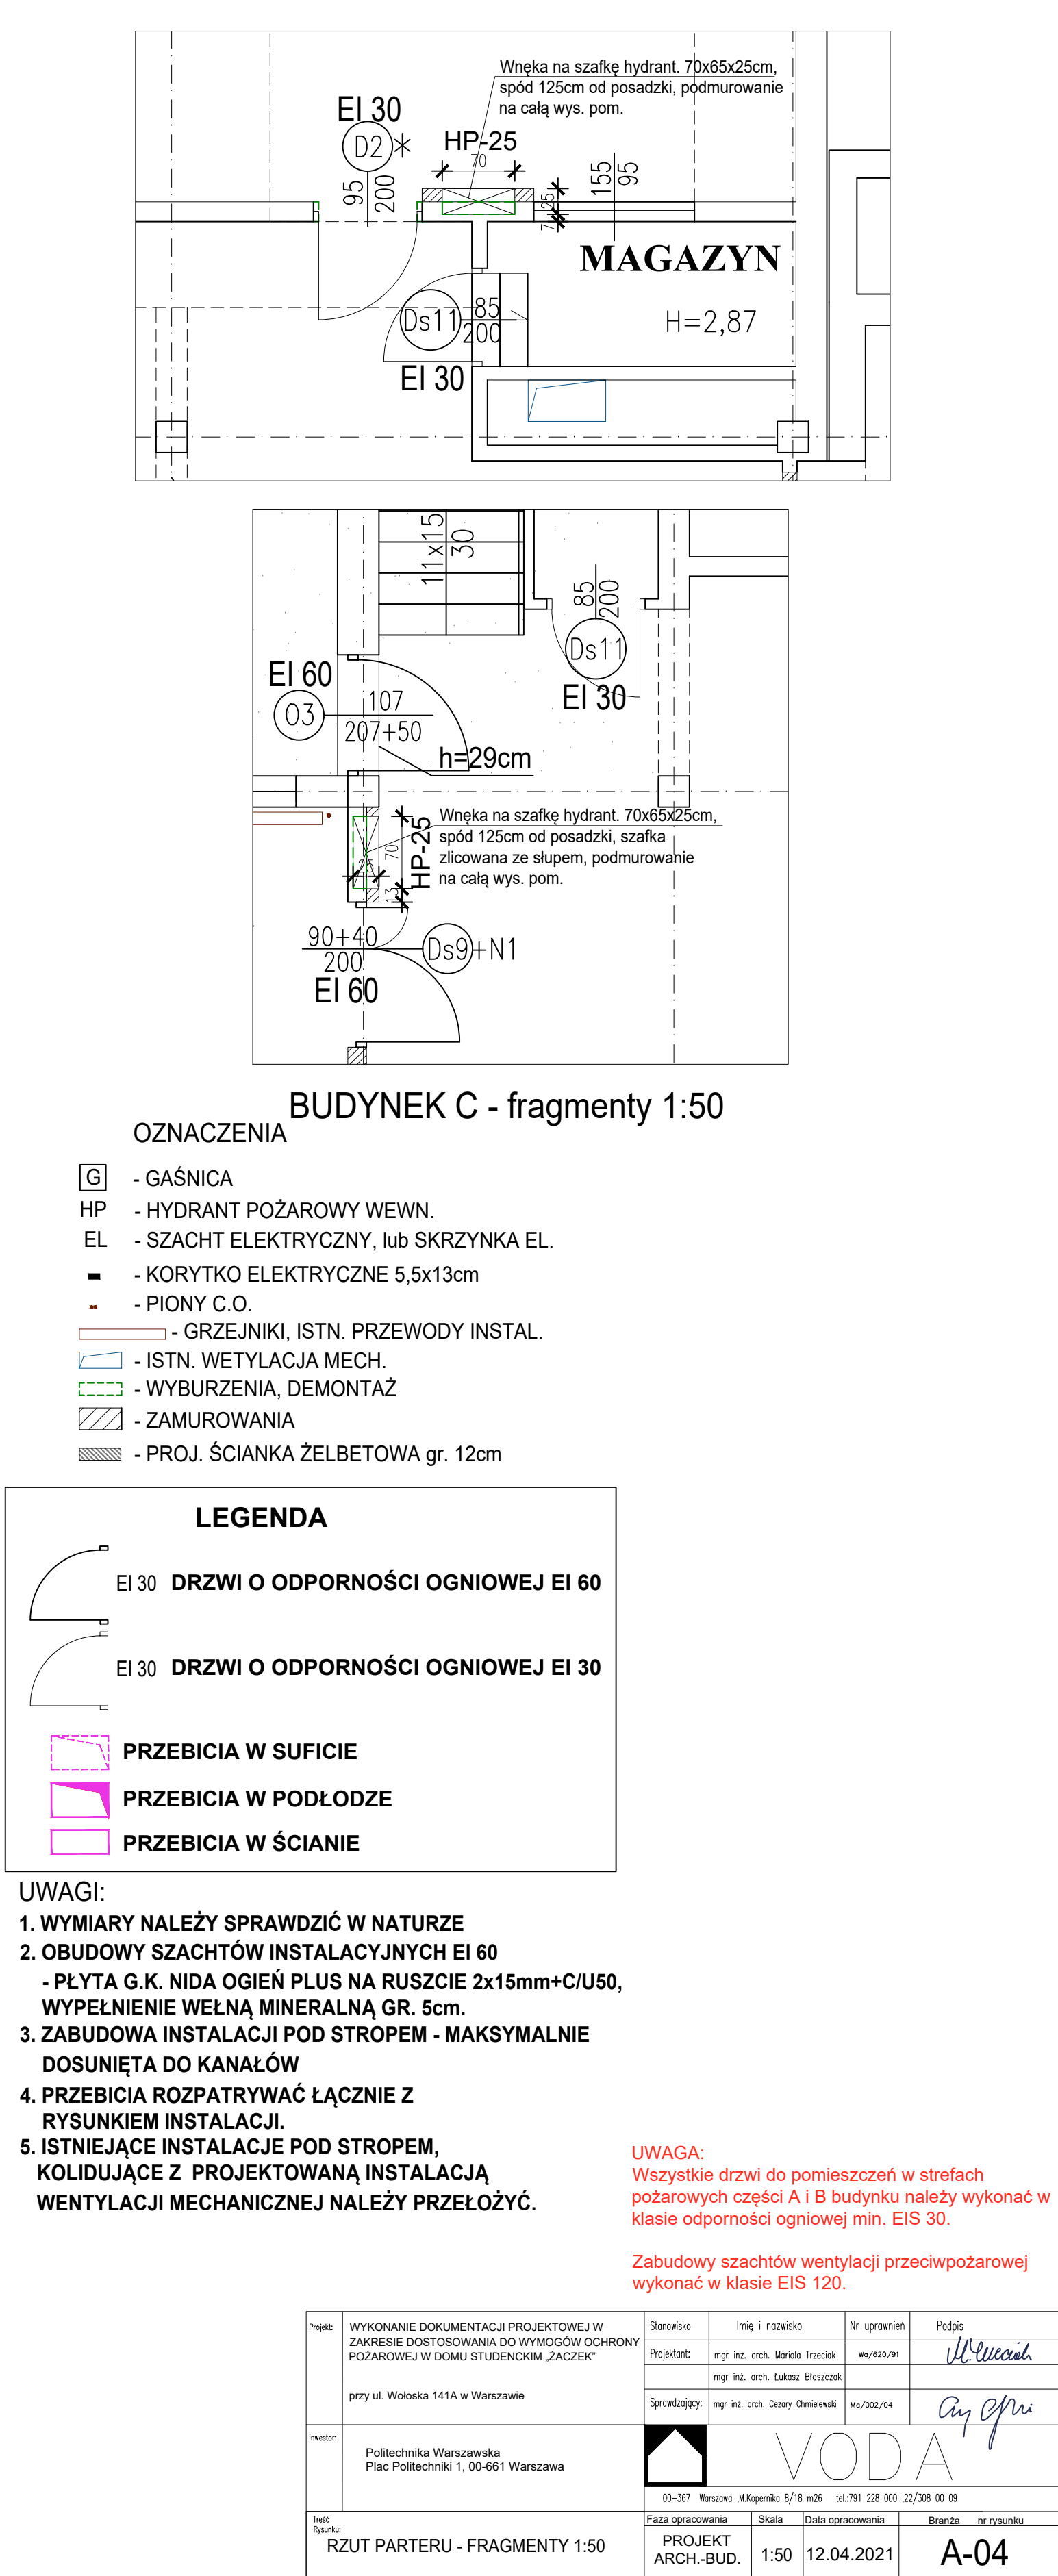 Wnęka na szafkę hydrant. 70x65x25cm,
spód 125cm od posadzki, podmurowanie
na całą wys. pom.
EI 30
D2*
95
200
HP-25
70
25
7
155
95
MAGAZYN
H=2,87
Ds11
85
200
EI 30
11x15
30
85
200
Ds11
EI 30
EI 60
O3
107
207+50
h=29cm
Wnęka na szafkę hydrant. 70x65x25cm,
spód 125cm od posadzki, szafka
zlicowana ze słupem, podmurowanie
na całą wys. pom.
HP-25
70
25
13
90+40
200
Ds9+N1
EI 60
BUDYNEK C - fragmenty 1:50
OZNACZENIA
G - GAŚNICA
HP - HYDRANT POŻAROWY WEWN.
EL - SZACHT ELEKTRYCZNY, lub SKRZYNKA EL.
- KORYTKO ELEKTRYCZNE 5,5x13cm
- PIONY C.O.
- GRZEJNIKI, ISTN. PRZEWODY INSTAL.
- ISTN. WETYLACJA MECH.
- WYBURZENIA, DEMONTAŻ
- ZAMUROWANIA
- PROJ. ŚCIANKA ŻELBETOWA gr. 12cm
LEGENDA
EI 30 DRZWI O ODPORNOŚCI OGNIOWEJ EI 60
EI 30 DRZWI O ODPORNOŚCI OGNIOWEJ EI 30
PRZEBICIA W SUFICIE
PRZEBICIA W PODŁODZE
PRZEBICIA W ŚCIANIE
UWAGI:
1. WYMIARY NALEŻY SPRAWDZIĆ W NATURZE
2. OBUDOWY SZACHTÓW INSTALACYJNYCH EI 60
- PŁYTA G.K. NIDA OGIEŃ PLUS NA RUSZCIE 2x15mm+C/U50,
WYPEŁNIENIE WEŁNĄ MINERALNĄ GR. 5cm.
3. ZABUDOWA INSTALACJI POD STROPEM - MAKSYMALNIE
DOSUNIĘTA DO KANAŁÓW
4. PRZEBICIA ROZPATRYWAĆ ŁĄCZNIE Z
RYSUNKIEM INSTALACJI.
5. ISTNIEJĄCE INSTALACJE POD STROPEM,
KOLIDUJĄCE Z PROJEKTOWANĄ INSTALACJĄ
WENTYLACJI MECHANICZNEJ NALEŻY PRZEŁOŻYĆ.
UWAGA:
Wszystkie drzwi do pomieszczeń w strefach
pożarowych części A i B budynku należy wykonać w
klasie odporności ogniowej min. EIS 30.
Zabudowy szachtów wentylacji przeciwpożarowej
wykonać w klasie EIS 120.
Projekt:
WYKONANIE DOKUMENTACJI PROJEKTOWEJ W
ZAKRESIE DOSTOSOWANIA DO WYMOGÓW OCHRONY
POŻAROWEJ W DOMU STUDENCKIM „ŻACZEK"
przy ul. Wołoska 141A w Warszawie
Stanowisko Imię i nazwisko Nr uprawnień Podpis
Projektant: mgr inż. arch. Mariola Trzeciak Wa/620/91
mgr inż. arch. Łukasz Błaszczak
Sprawdzający: mgr inż. arch. Cezary Chmielewski Ma/002/04
Inwestor:
Politechnika Warszawska
Plac Politechniki 1, 00-661 Warszawa
VODA
00-367 Warszawa ,M.Kopernika 8/18 m26 tel.:791 228 000 ;22/308 00 09
Treść
Rysunku:
RZUT PARTERU - FRAGMENTY 1:50
Faza opracowania Skala Data opracowania Branża nr rysunku
PROJEKT
ARCH.-BUD.
1:50 12.04.2021 A-04